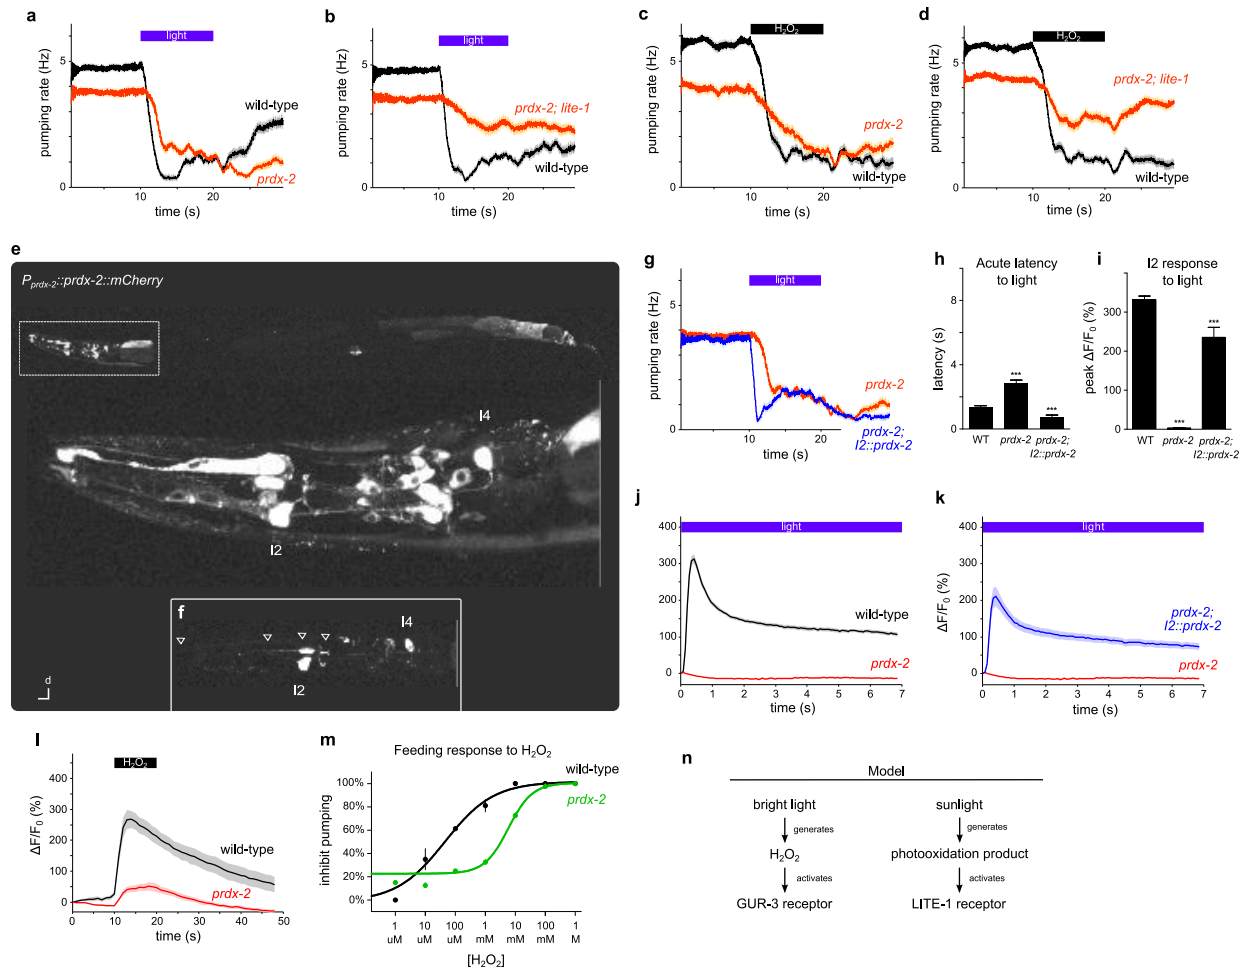 a
light
pumping rate (Hz)
5
0
wild-type
prdx-2
10
20
time (s)
b
light
pumping rate (Hz)
5
0
prdx-2; lite-1
wild-type
10
20
time (s)
c
H₂O₂
pumping rate (Hz)
5
0
prdx-2
wild-type
10
20
time (s)
d
H₂O₂
pumping rate (Hz)
5
0
prdx-2; lite-1
wild-type
10
20
time (s)
e
Pprdx-2::prdx-2::mCherry
I4
I2
f
I4
I2
d
g
light
pumping rate (Hz)
5
0
prdx-2
prdx-2;
I2::prdx-2
10
20
time (s)
h
Acute latency
to light
latency (s)
8
6
4
2
0
***
***
WT
prdx-2
prdx-2;
I2::prdx-2
i
I2 response
to light
peak ΔF/F₀ (%)
300
200
100
0
***
***
WT
prdx-2
prdx-2;
I2::prdx-2
j
light
400
300
200
100
0
wild-type
prdx-2
0 1 2 3 4 5 6 7
time (s)
k
light
ΔF/F₀ (%)
400
300
200
100
0
prdx-2;
I2::prdx-2
prdx-2
0 1 2 3 4 5 6 7
time (s)
l
H₂O₂
ΔF/F₀ (%)
400
300
200
100
0
wild-type
prdx-2
0 10 20 30 40 50
time (s)
m
Feeding response to H₂O₂
wild-type
prdx-2
inhibit pumping
100%
80%
60%
40%
20%
0%
1 10 100 1 10 100 1
uM uM uM mM mM mM M
[H₂O₂]
n
Model
bright light sunlight
generates generates
H₂O₂ photooxidation product
activates activates
GUR-3 receptor LITE-1 receptor